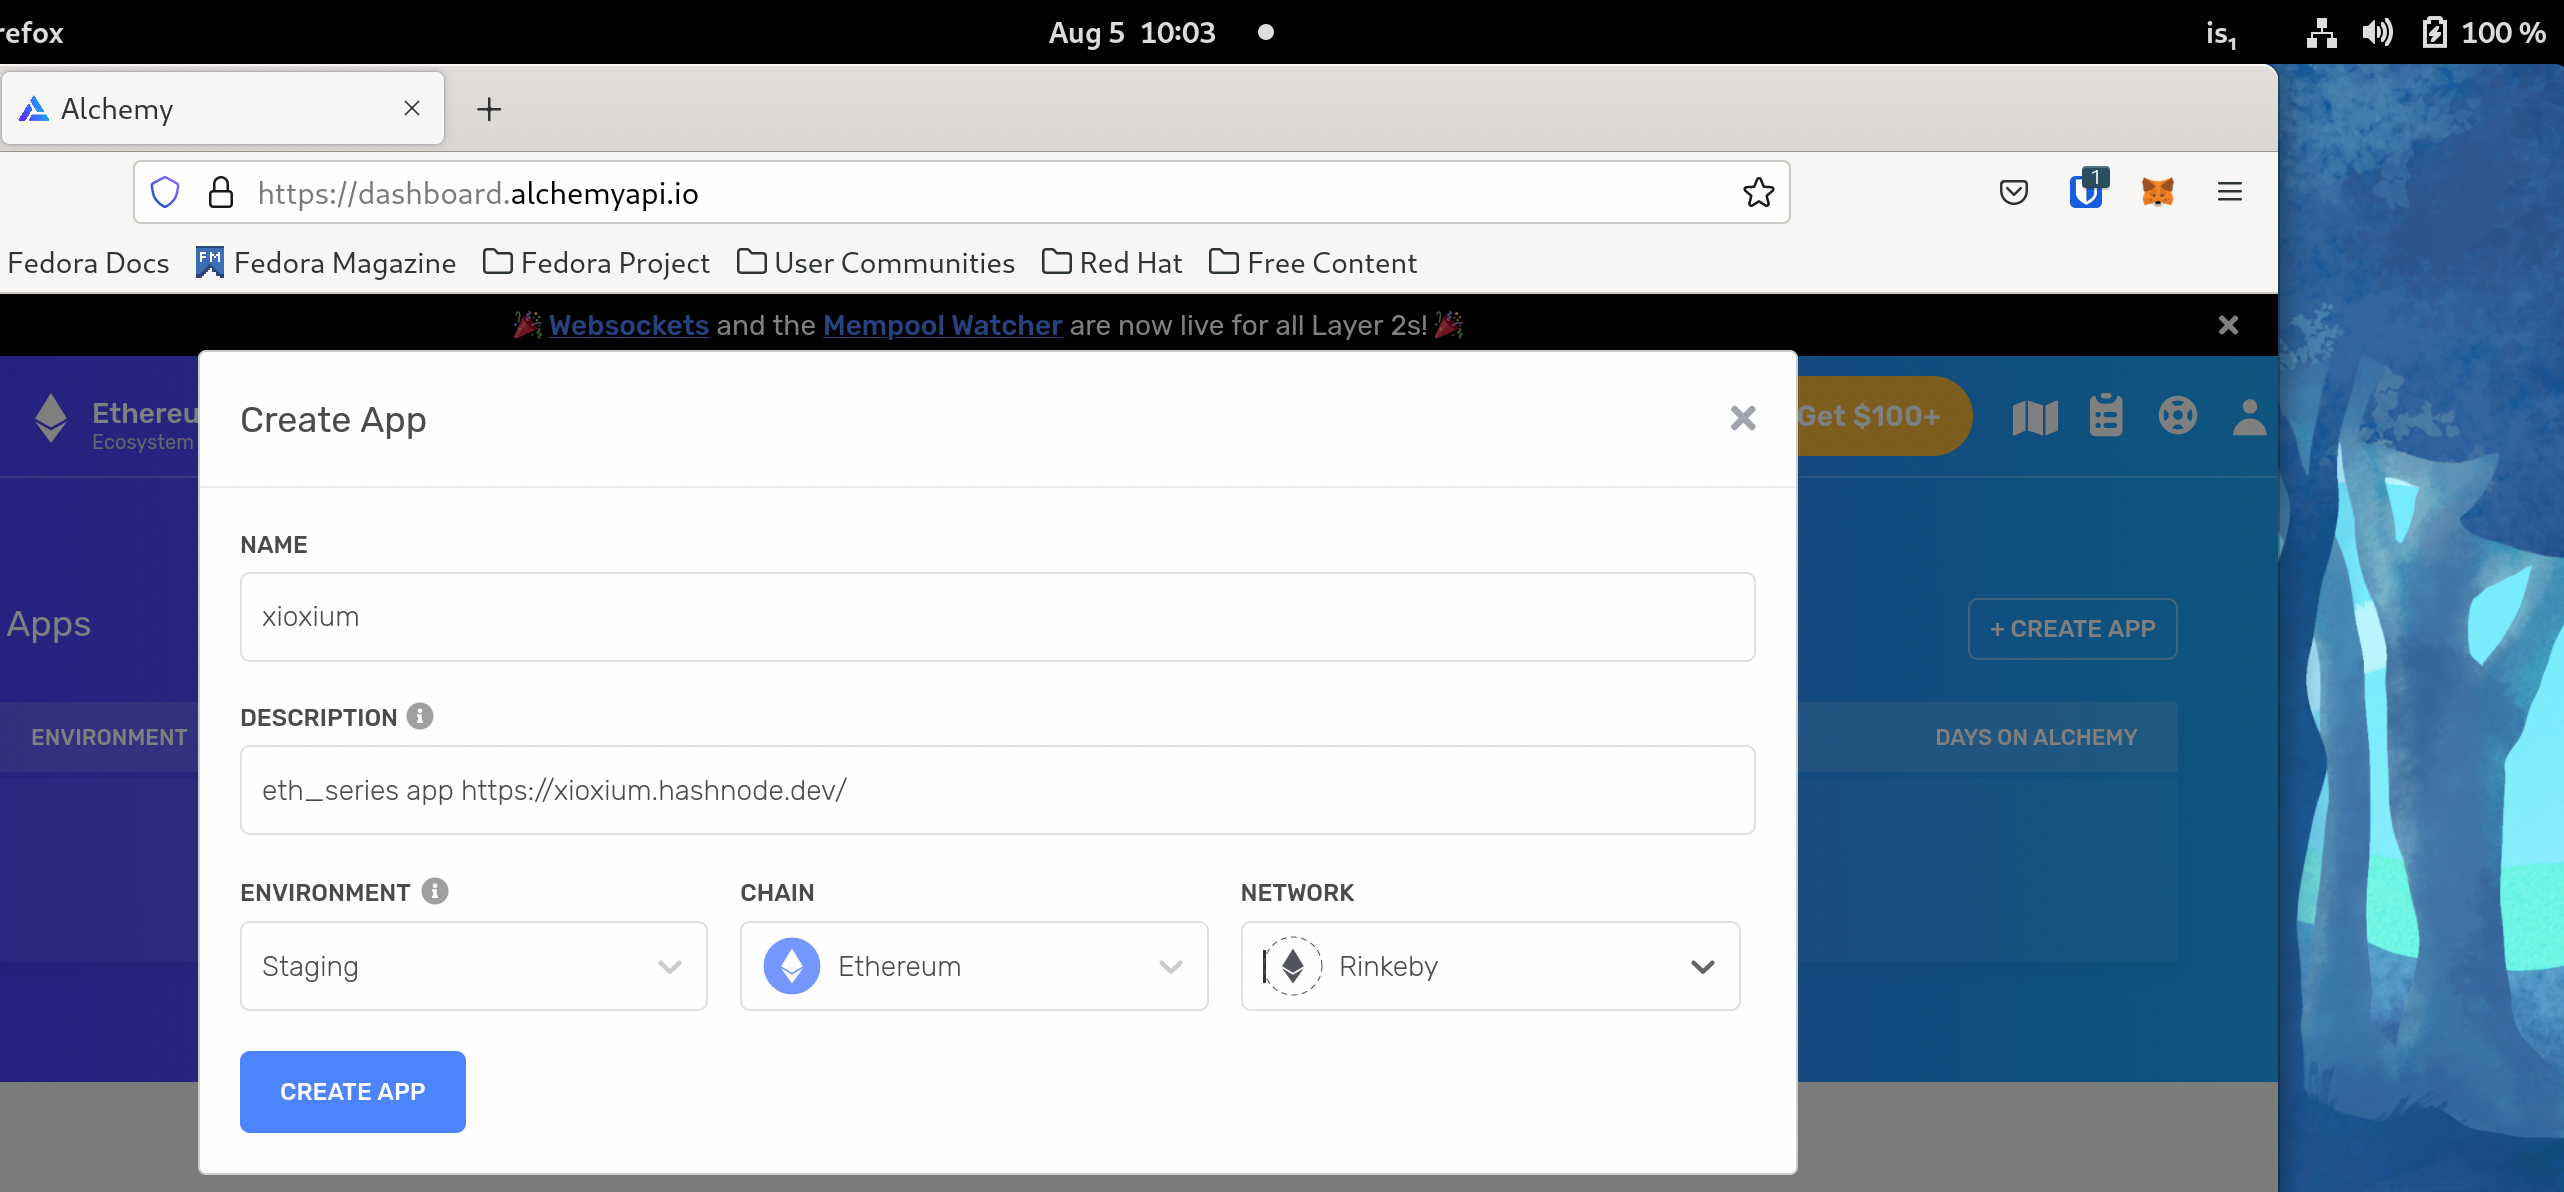 refox
Aug 5 10:03
is1
100 %
Alchemy
https://dashboard.alchemyapi.io
1
Fedora Docs
FM Fedora Magazine
Fedora Project
User Communities
Red Hat
Free Content
Websockets and the Mempool Watcher are now live for all Layer 2s!
Ethereu
Ecosystem
Create App
Get $100+
NAME
xioxium
Apps
+ CREATE APP
DESCRIPTION
ENVIRONMENT
DAYS ON ALCHEMY
eth_series app https://xioxium.hashnode.dev/
ENVIRONMENT
CHAIN
NETWORK
Staging
Ethereum
Rinkeby
CREATE APP